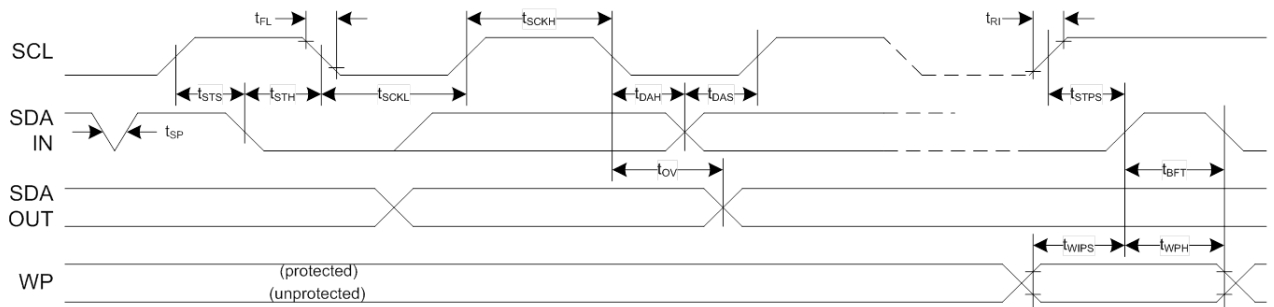 tFL
tSCKH
tRI
SCL
tSTS
tSTH
tSCKL
tDAH
tDAS
tSTPS
SDA
IN
tSP
tOV
tBFT
SDA
OUT
tWIPS
tWPH
WP
(protected)
(unprotected)